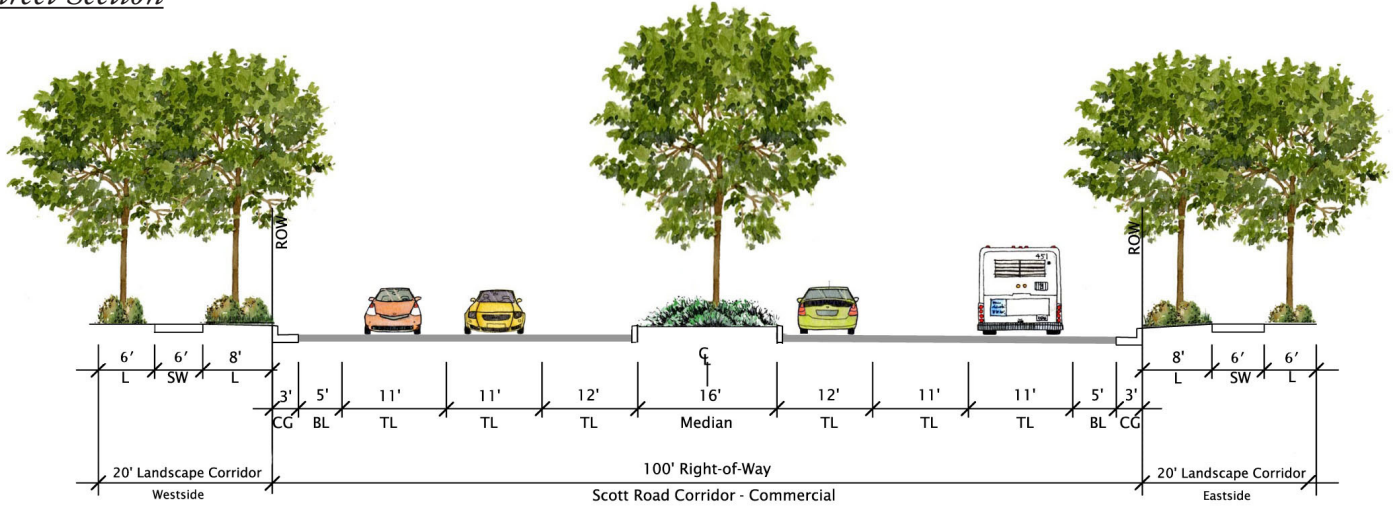 Street Section
ROW
ROW
451
℄
6' 6' 8'
L SW L
8' 6' 6'
L SW L
3' 5' 11' 11' 12' 16' 12' 11' 11' 5' 3'
CG BL TL TL TL Median TL TL TL BL CG
20' Landscape Corridor
Westside
100' Right-of-Way
Scott Road Corridor - Commercial
20' Landscape Corridor
Eastside